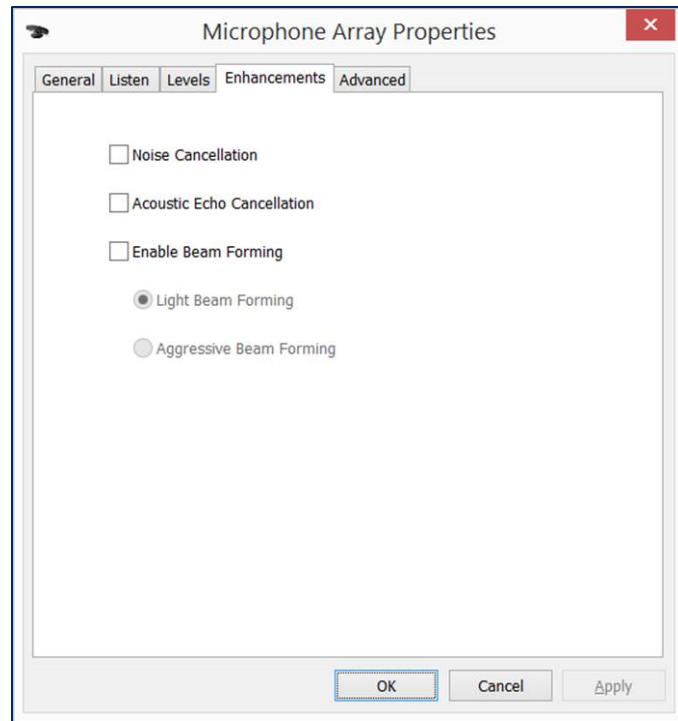 Microphone Array Properties
General Listen Levels Enhancements Advanced
Noise Cancellation
Acoustic Echo Cancellation
Enable Beam Forming
Light Beam Forming
Aggressive Beam Forming
OK Cancel Apply